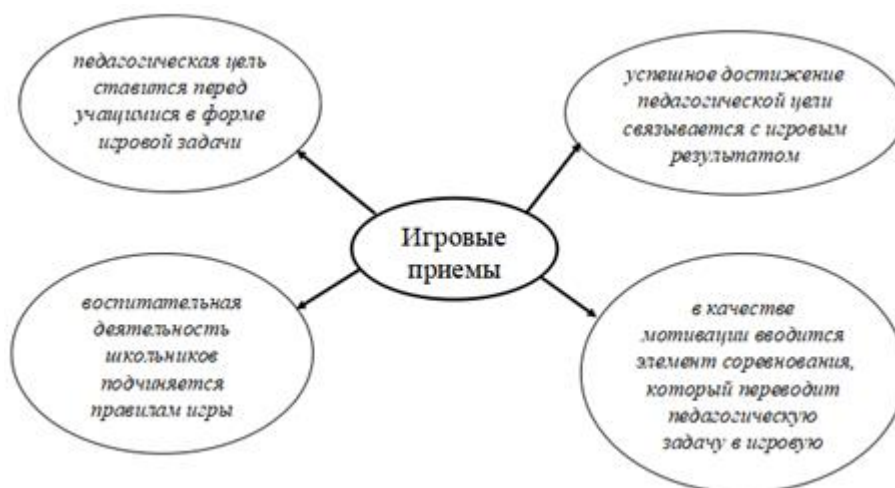 педагогическая цель
ставится перед
учащимися в форме
игровой задачи
успешное достижение
педагогической цели
связывается с игровым
результатом
Игровые
приемы
воспитательная
деятельность
школьников
подчиняется
правилам игры
в качестве
мотивации вводится
элемент соревнования,
который переводит
педагогическую
задачу в игровую